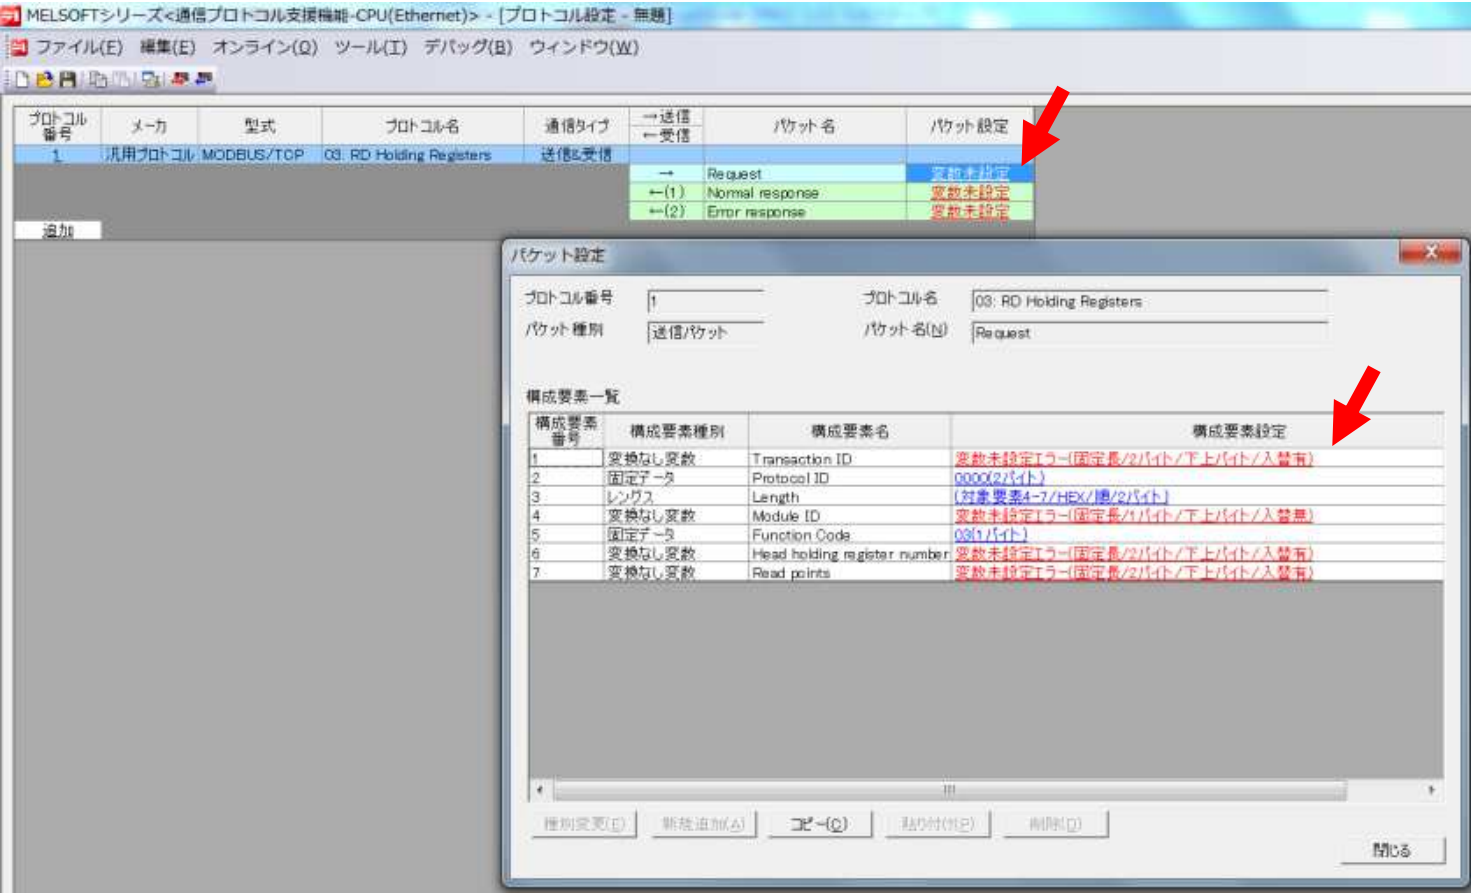 MELSOFTシリーズ<通信プロトコル支援機能-CPU(Ethernet)> - [プロトコル設定 - 無題]
ファイル(F) 編集(E) オンライン(O) ツール(T) デバッグ(B) ウィンドウ(W)
プロトコル番号 メーカ 型式 プロトコル名 通信タイプ →送信 ←受信 パケット名 パケット設定
1 汎用プロトコル MODBUS/TCP 03: RD Holding Registers 送信&受信
→ Request 変数未設定
←(1) Normal response 変数未設定
←(2) Error response 変数未設定
追加
パケット設定
プロトコル番号 1 プロトコル名 03: RD Holding Registers
パケット種別 送信パケット パケット名(N) Request
構成要素一覧
構成要素番号 構成要素種別 構成要素名 構成要素設定
1 変換なし変数 Transaction ID 変数未設定エラー(固定長/2バイト/下上バイト/入替有)
2 固定データ Protocol ID 0000(2バイト)
3 レングス Length (対象要素4-7/HEX/順/2バイト)
4 変換なし変数 Module ID 変数未設定エラー(固定長/1バイト/下上バイト/入替無)
5 固定データ Function Code 03(1バイト)
6 変換なし変数 Head holding register number 変数未設定エラー(固定長/2バイト/下上バイト/入替有)
7 変換なし変数 Read points 変数未設定エラー(固定長/2バイト/下上バイト/入替有)
種別変更(E) 新規追加(A) コピー(C) 貼り付け(P) 削除(D)
閉じる